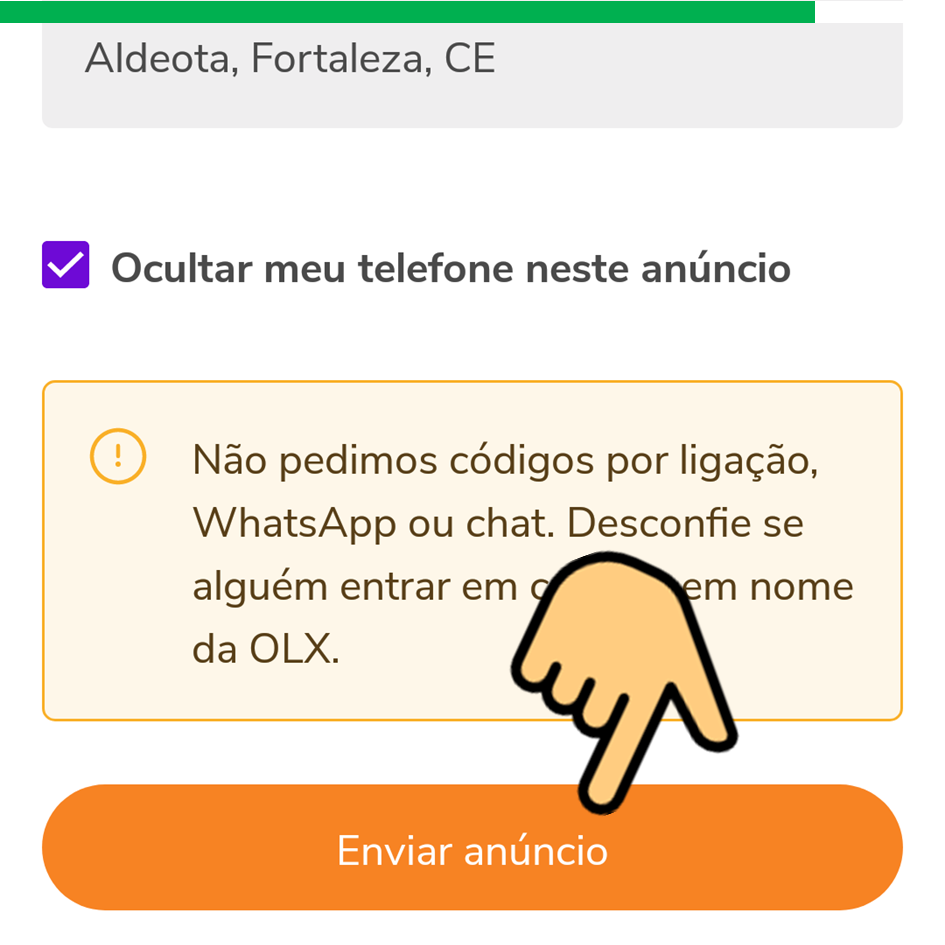 Aldeota, Fortaleza, CE
Ocultar meu telefone neste anúncio
Não pedimos códigos por ligação,
WhatsApp ou chat. Desconfie se
alguém entrar em em nome
da OLX.
Enviar anúncio